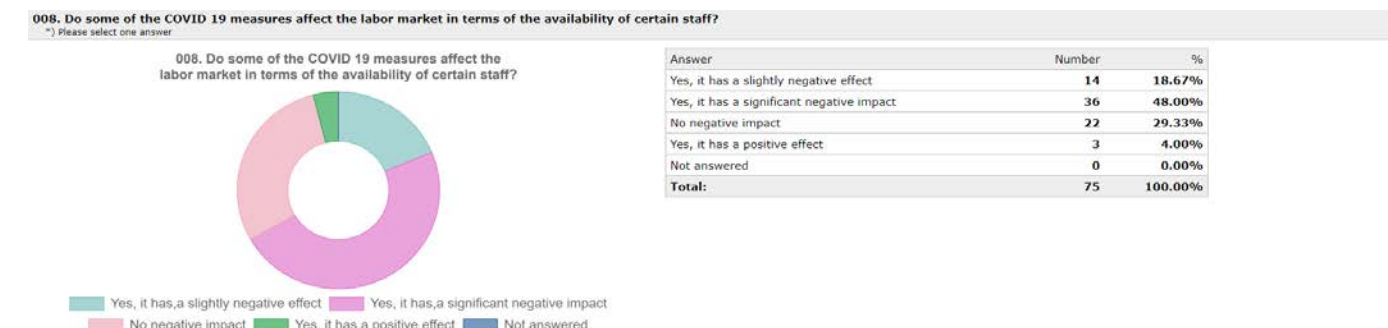 008. Do some of the COVID 19 measures affect the labor market in terms of the availability of certain staff?
*) Please select one answer
008. Do some of the COVID 19 measures affect the
labor market in terms of the availability of certain staff?
Yes, it has,a slightly negative effect Yes, it has,a significant negative impact
No negative impact Yes, it has a positive effect Not answered
Answer Number %
Yes, it has a slightly negative effect 14 18.67%
Yes, it has a significant negative impact 36 48.00%
No negative impact 22 29.33%
Yes, it has a positive effect 3 4.00%
Not answered 0 0.00%
Total: 75 100.00%